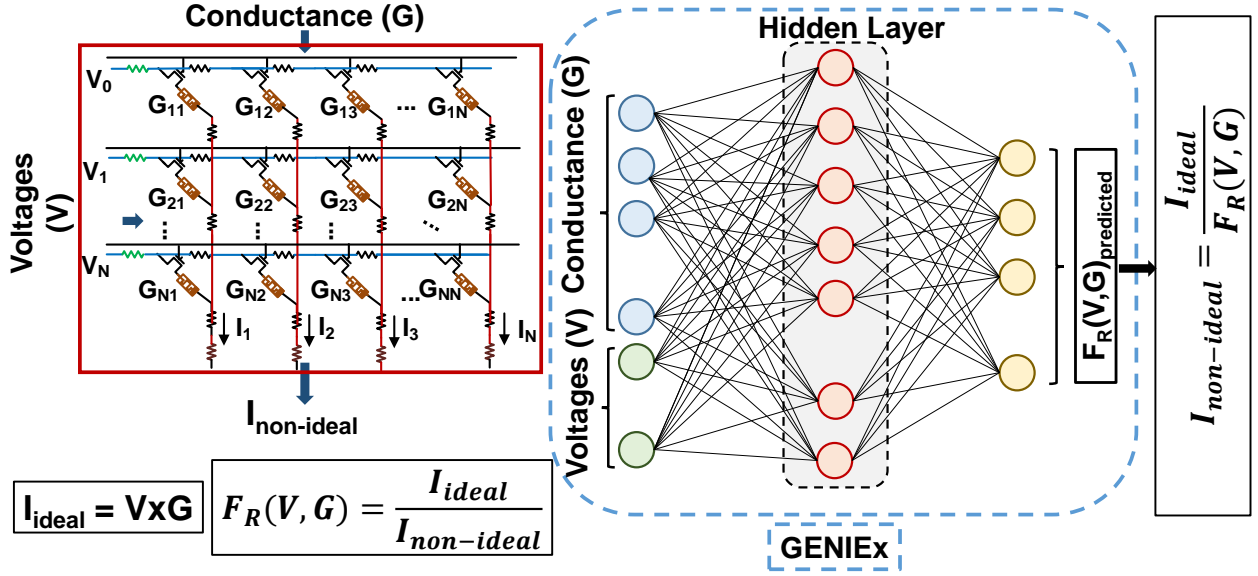 Conductance (G)
Voltages (V)
V0
G11 G12 G13 ... G1N
V1
G21 G22 G23 G2N
... ... ... ...
VN
GN1 GN2 GN3 ... GNN
I1 I2 I3 IN
Inon-ideal
Iideal = VxG
FR(V, G) = Iideal / Inon-ideal
Hidden Layer
Conductance (G)
Voltages (V)
FR(V,G)predicted
GENIEx
Inon-ideal = Iideal / FR(V, G)